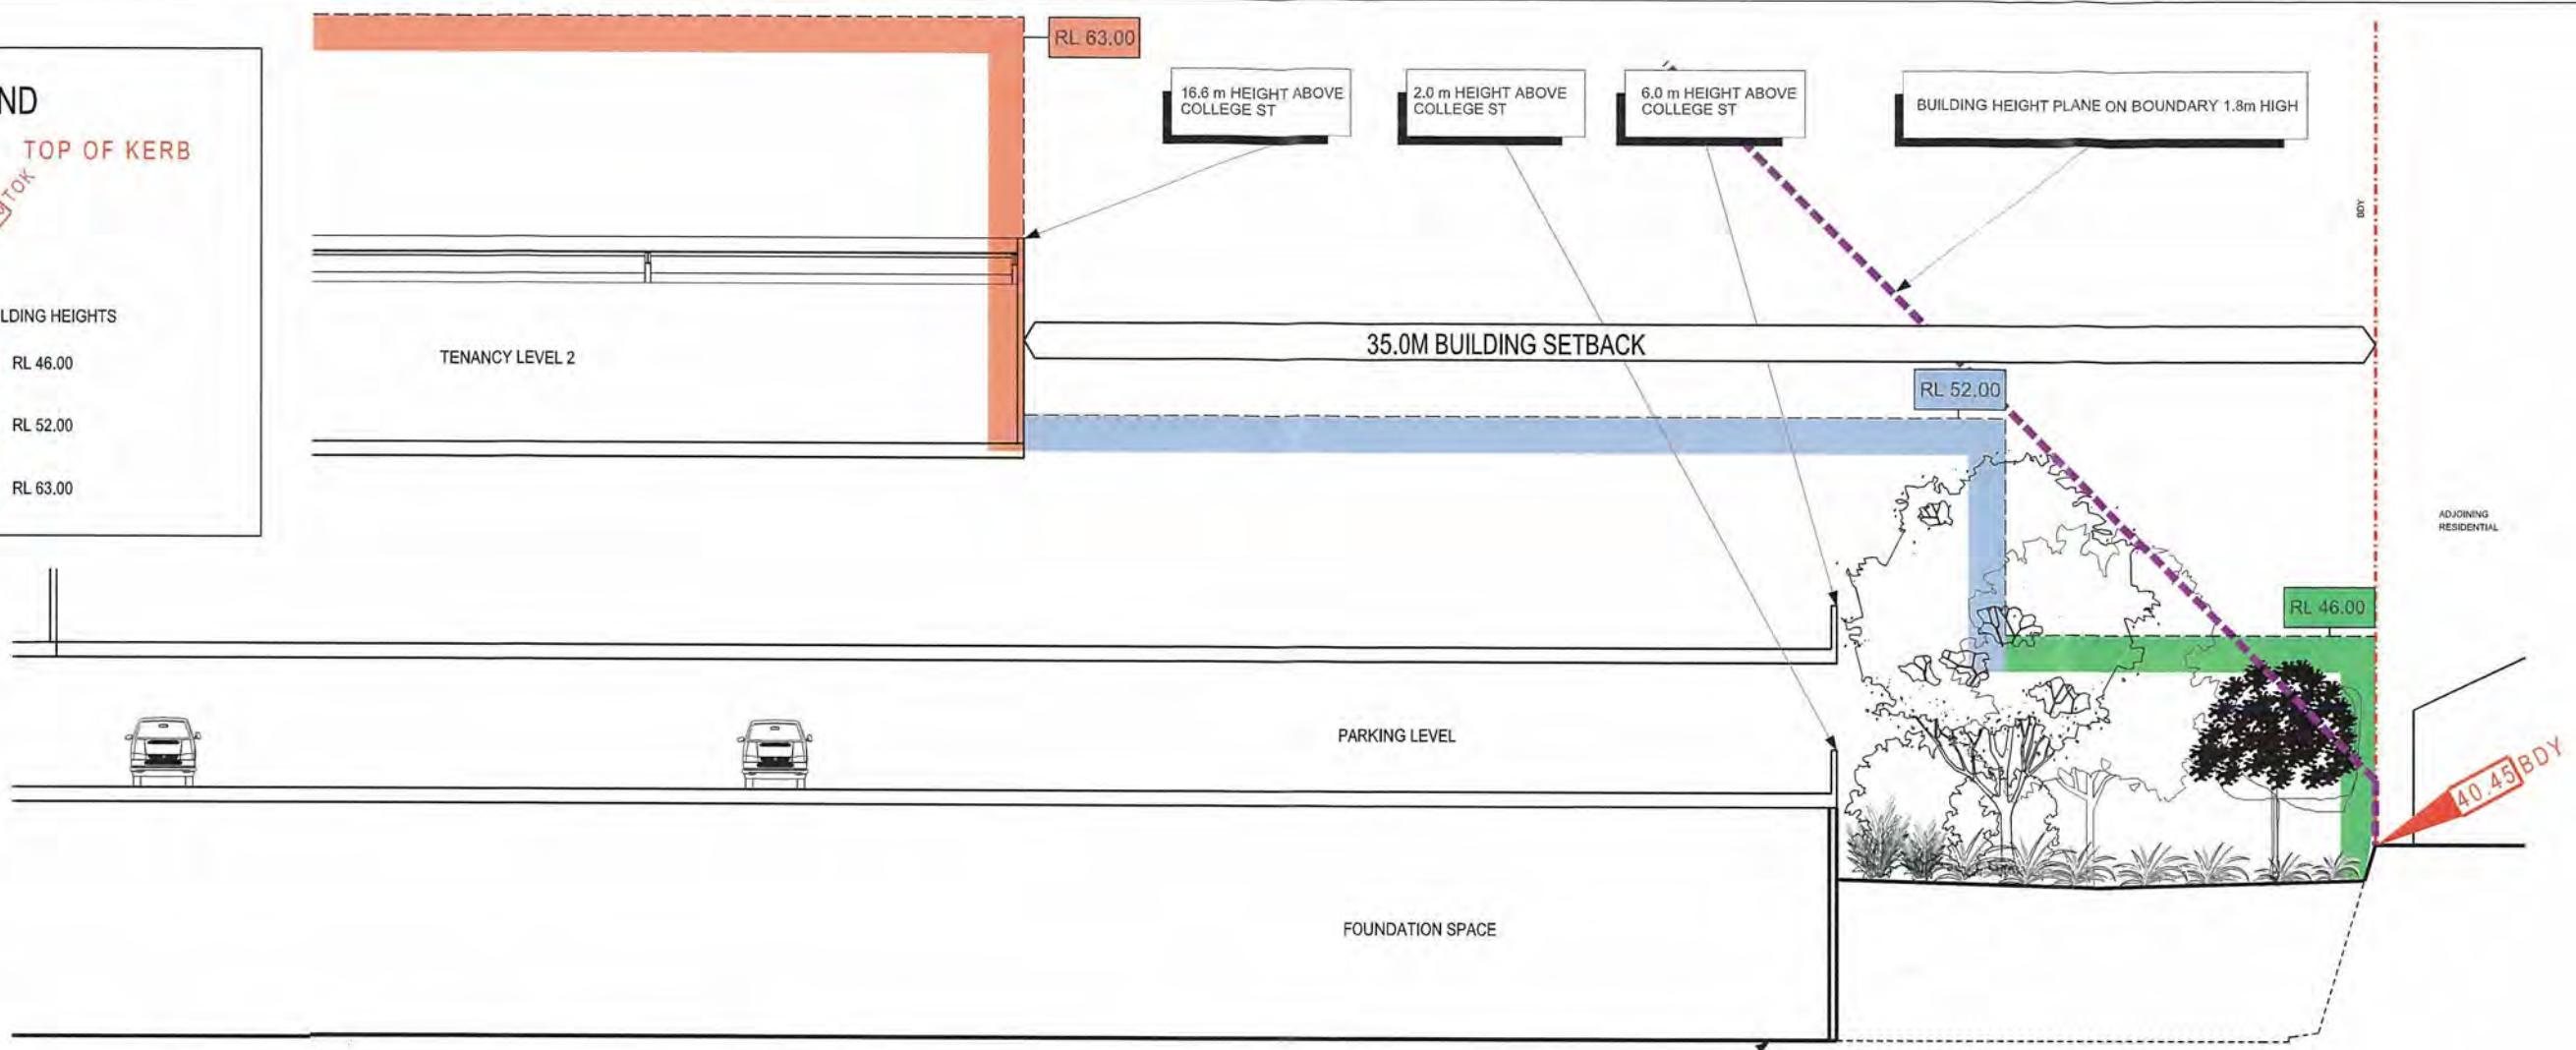 ND
TOP OF KERB
TOK
LDING HEIGHTS
RL 46.00
RL 52.00
RL 63.00
RL 63.00
16.6 m HEIGHT ABOVE
COLLEGE ST
2.0 m HEIGHT ABOVE
COLLEGE ST
6.0 m HEIGHT ABOVE
COLLEGE ST
BUILDING HEIGHT PLANE ON BOUNDARY 1.8m HIGH
BDY
TENANCY LEVEL 2
35.0M BUILDING SETBACK
RL 52.00
ADJOINING
RESIDENTIAL
RL 46.00
PARKING LEVEL
40.45 BDY
FOUNDATION SPACE